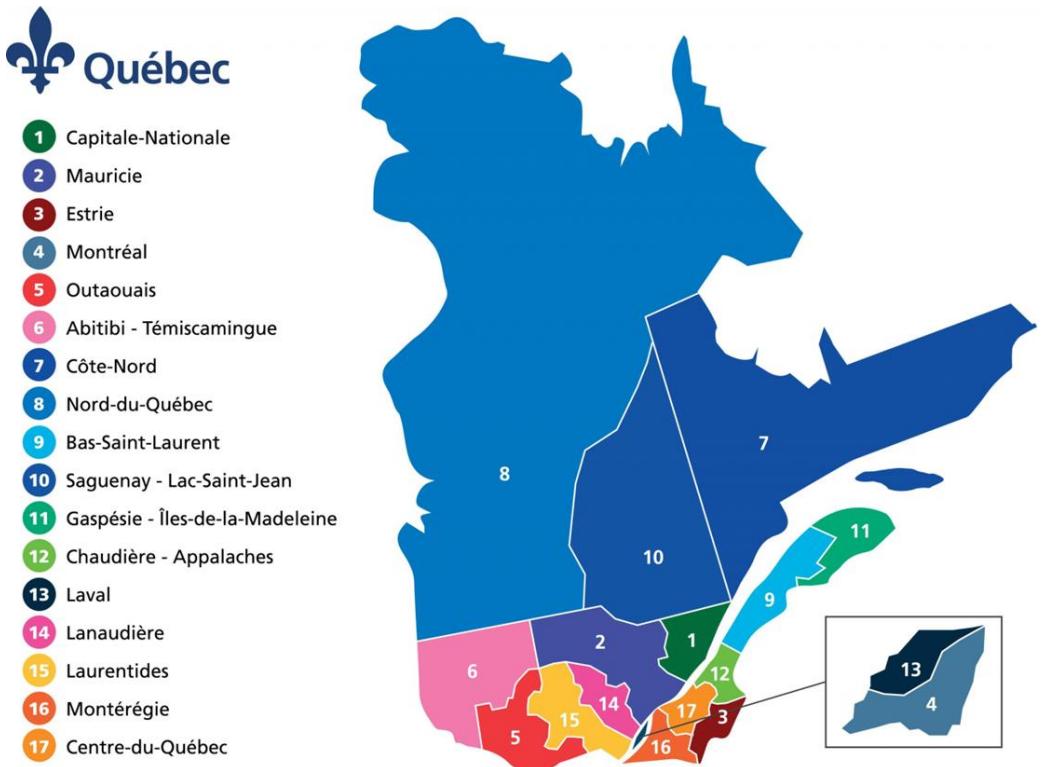 Québec
1 Capitale-Nationale
2 Mauricie
3 Estrie
4 Montréal
5 Outaouais
6 Abitibi - Témiscamingue
7 Côte-Nord
8 Nord-du-Québec
9 Bas-Saint-Laurent
10 Saguenay - Lac-Saint-Jean
11 Gaspésie - Îles-de-la-Madeleine
12 Chaudière - Appalaches
13 Laval
14 Lanaudière
15 Laurentides
16 Montérégie
17 Centre-du-Québec
7
8
11
10
9
1
2
6
13
12
14
4
17
3
15
5
16